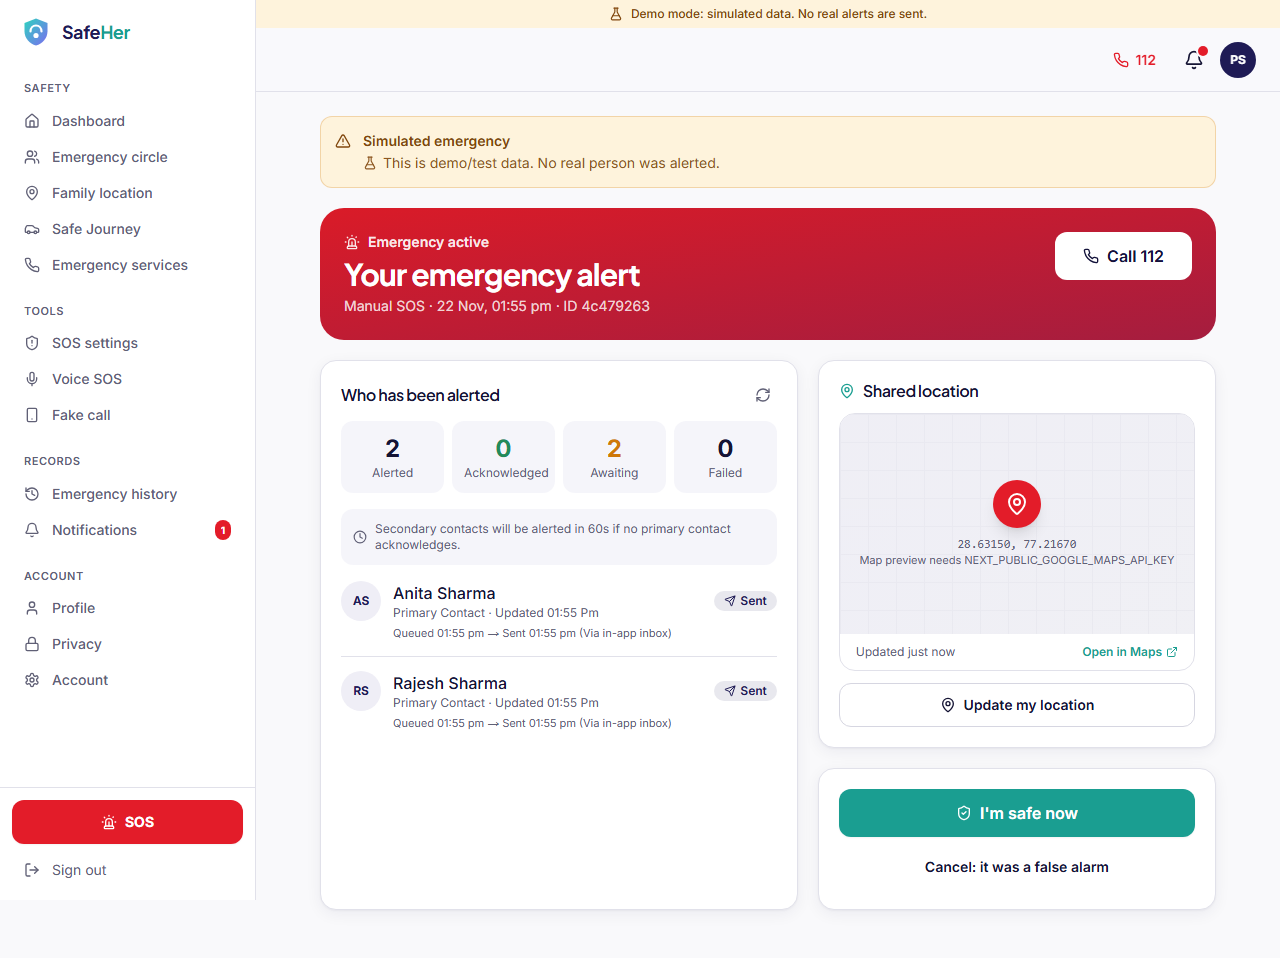 SafeHer
SAFETY
Dashboard
Emergency circle
Family location
Safe Journey
Emergency services
TOOLS
SOS settings
Voice SOS
Fake call
RECORDS
Emergency history
Notifications
1
ACCOUNT
Profile
Privacy
Account
SOS
Sign out
Demo mode: simulated data. No real alerts are sent.
112
PS
Simulated emergency
This is demo/test data. No real person was alerted.
Emergency active
Your emergency alert
Manual SOS · 22 Nov, 01:55 pm · ID 4c479263
Call 112
Who has been alerted
2
Alerted
0
Acknowledged
2
Awaiting
0
Failed
Secondary contacts will be alerted in 60s if no primary contact
acknowledges.
AS
Anita Sharma
Primary Contact · Updated 01:55 Pm
Queued 01:55 pm → Sent 01:55 pm (Via in-app inbox)
Sent
RS
Rajesh Sharma
Primary Contact · Updated 01:55 Pm
Queued 01:55 pm → Sent 01:55 pm (Via in-app inbox)
Sent
Shared location
28.63150, 77.21670
Map preview needs NEXT_PUBLIC_GOOGLE_MAPS_API_KEY
Updated just now
Open in Maps
Update my location
I'm safe now
Cancel: it was a false alarm